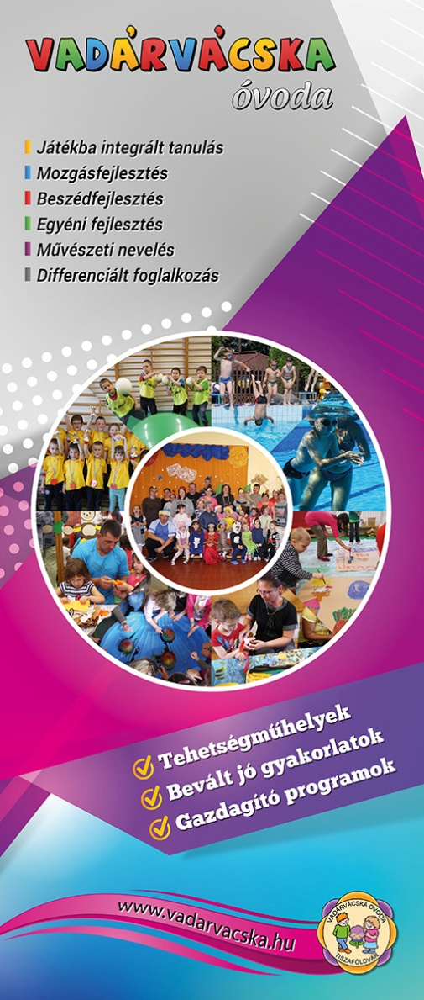 VADÁRVÁCSKA
óvoda
Játékba integrált tanulás
Mozgásfejlesztés
Beszédfejlesztés
Egyéni fejlesztés
Művészeti nevelés
Differenciált foglalkozás
Tehetségműhelyek
Bevált jó gyakorlatok
Gazdagító programok
www.vadarvacska.hu
VADÁRVÁCSKA ÓVODA
TISZAFÖLDVÁR